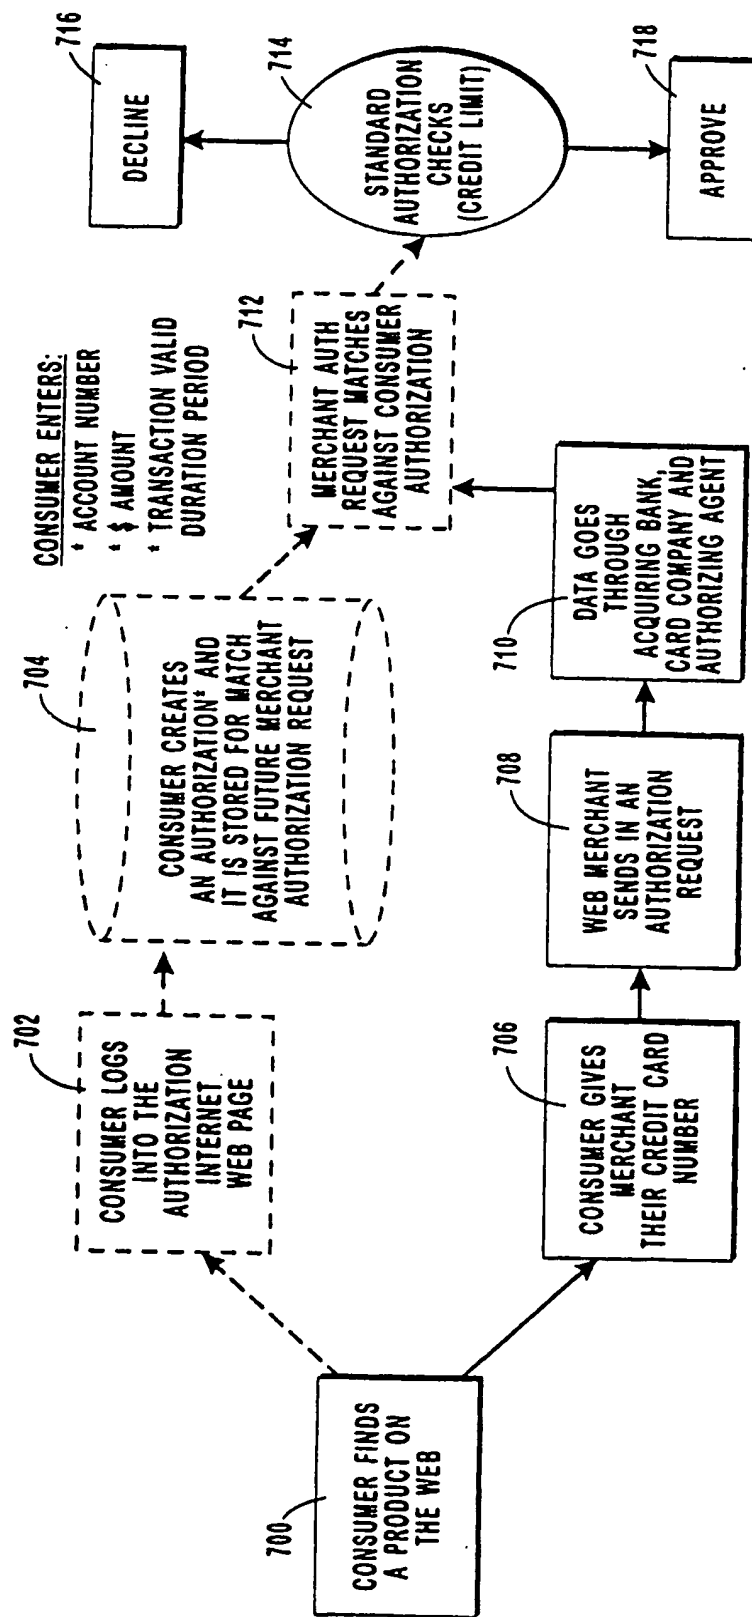 700
CONSUMER FINDS
A PRODUCT ON
THE WEB
702
CONSUMER LOGS
INTO THE
AUTHORIZATION
INTERNET
WEB PAGE
704
CONSUMER CREATES
AN AUTHORIZATION* AND
IT IS STORED FOR MATCH
AGAINST FUTURE MERCHANT
AUTHORIZATION REQUEST
CONSUMER ENTERS:
* ACCOUNT NUMBER
* $ AMOUNT
* TRANSACTION VALID
DURATION PERIOD
706
CONSUMER GIVES
MERCHANT
THEIR CREDIT CARD
NUMBER
708
WEB MERCHANT
SENDS IN AN
AUTHORIZATION
REQUEST
710
DATA GOES
THROUGH
ACQUIRING BANK,
CARD COMPANY AND
AUTHORIZING AGENT
712
MERCHANT AUTH
REQUEST MATCHES
AGAINST CONSUMER
AUTHORIZATION
714
STANDARD
AUTHORIZATION
CHECKS
(CREDIT LIMIT)
716
DECLINE
718
APPROVE